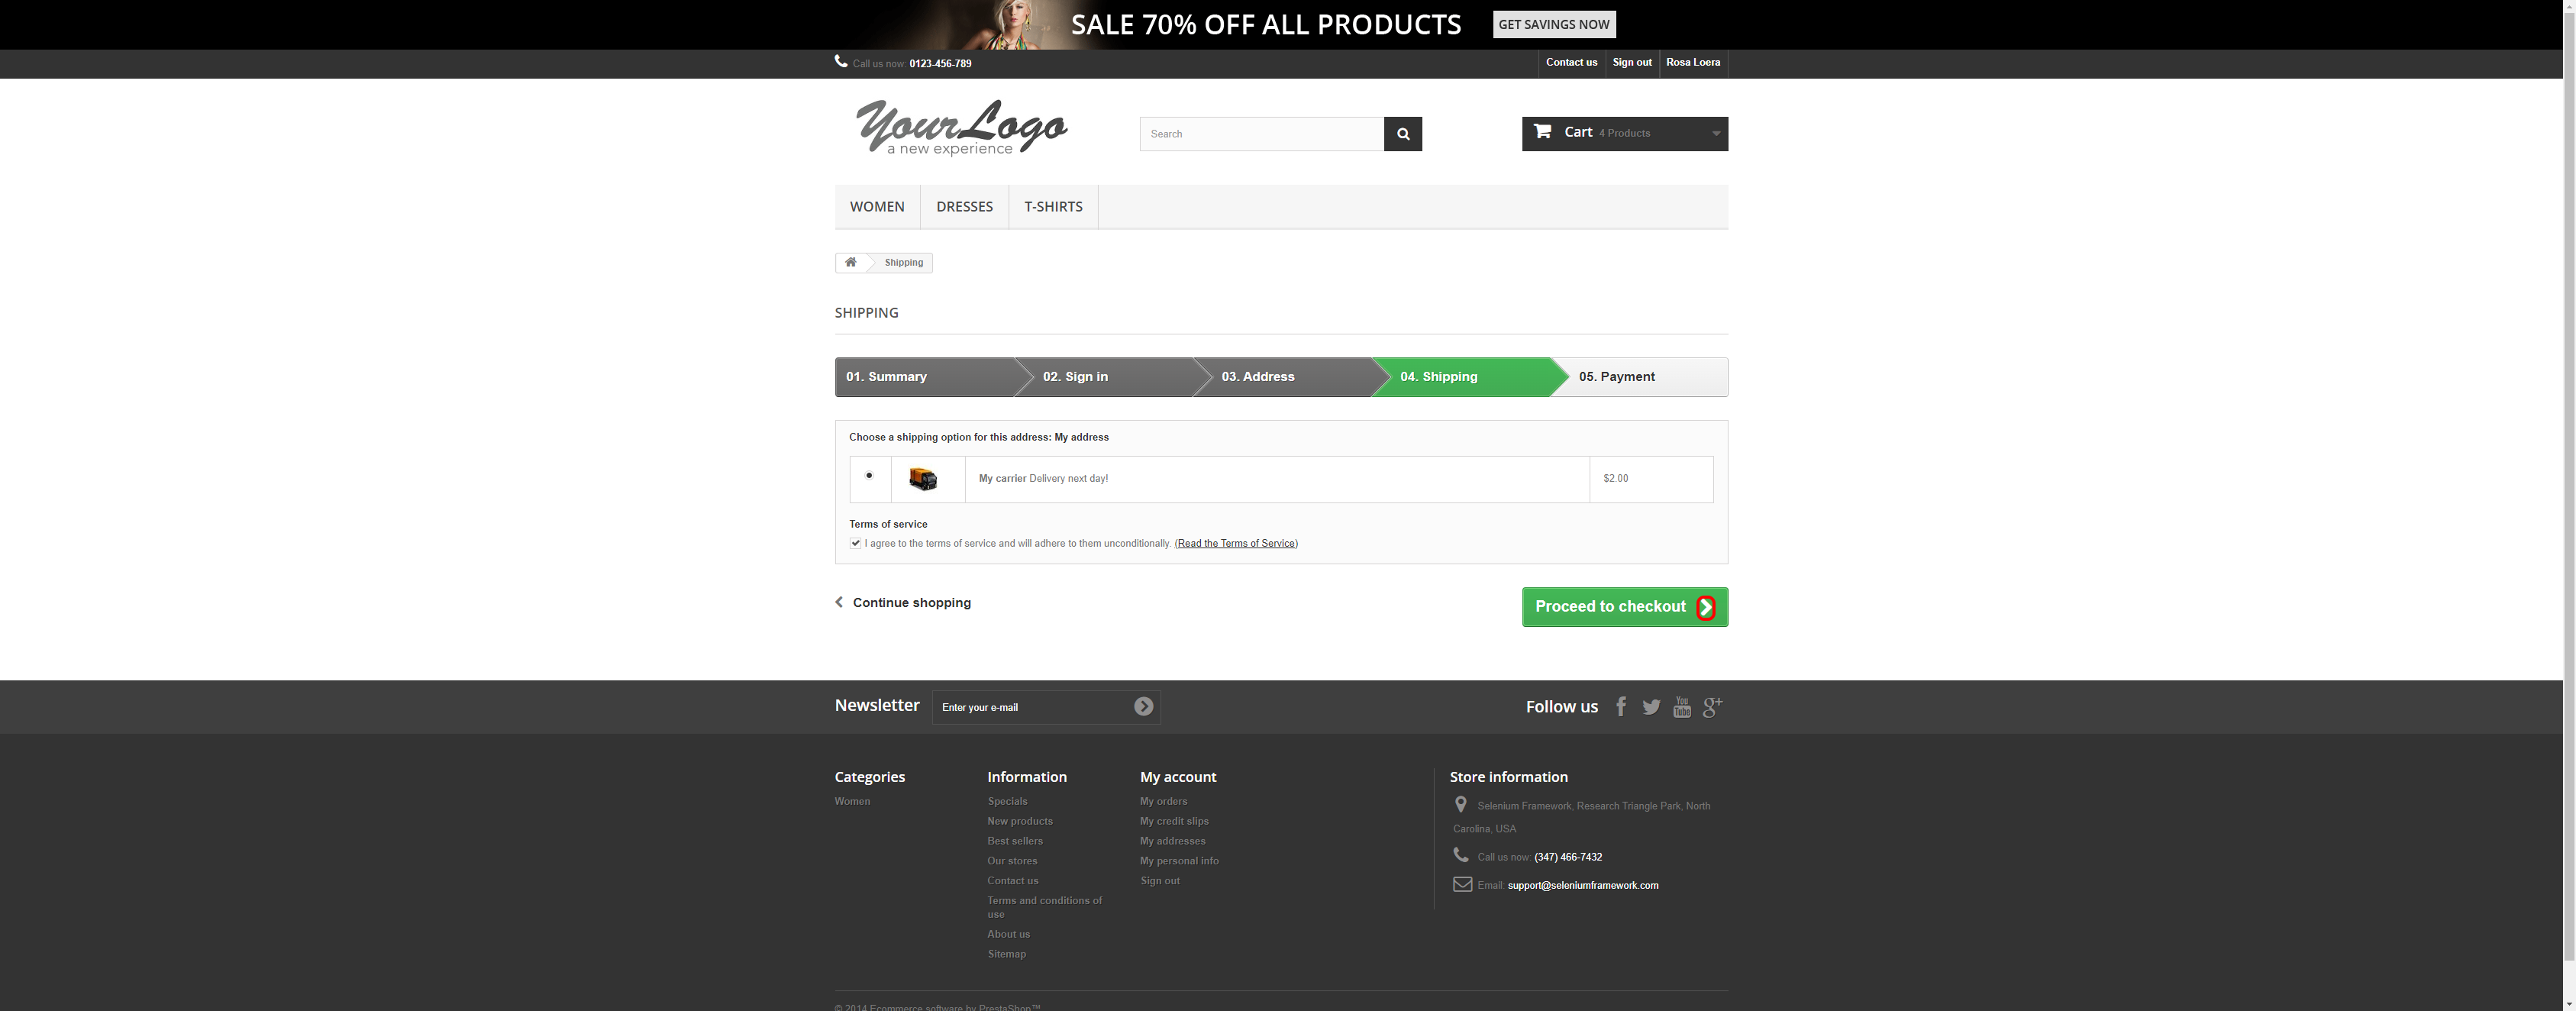 SALE 70% OFF ALL PRODUCTS GET SAVINGS NOW
Call us now: 0123-456-789 Contact us Sign out Rosa Loera
YourLogo
a new experience
Search
Cart 4 Products
WOMEN DRESSES T-SHIRTS
Shipping
SHIPPING
01. Summary 02. Sign in 03. Address 04. Shipping 05. Payment
Choose a shipping option for this address: My address
My carrier Delivery next day! $2.00
Terms of service
I agree to the terms of service and will adhere to them unconditionally. (Read the Terms of Service)
Continue shopping Proceed to checkout
Newsletter Enter your e-mail Follow us
You
Tube
g+
Categories
Women
Information
Specials
New products
Best sellers
Our stores
Contact us
Terms and conditions of
use
About us
Sitemap
My account
My orders
My credit slips
My addresses
My personal info
Sign out
Store information
Selenium Framework, Research Triangle Park, North
Carolina, USA
Call us now: (347) 466-7432
Email: support@seleniumframework.com
© 2014 Ecommerce software by PrestaShop™